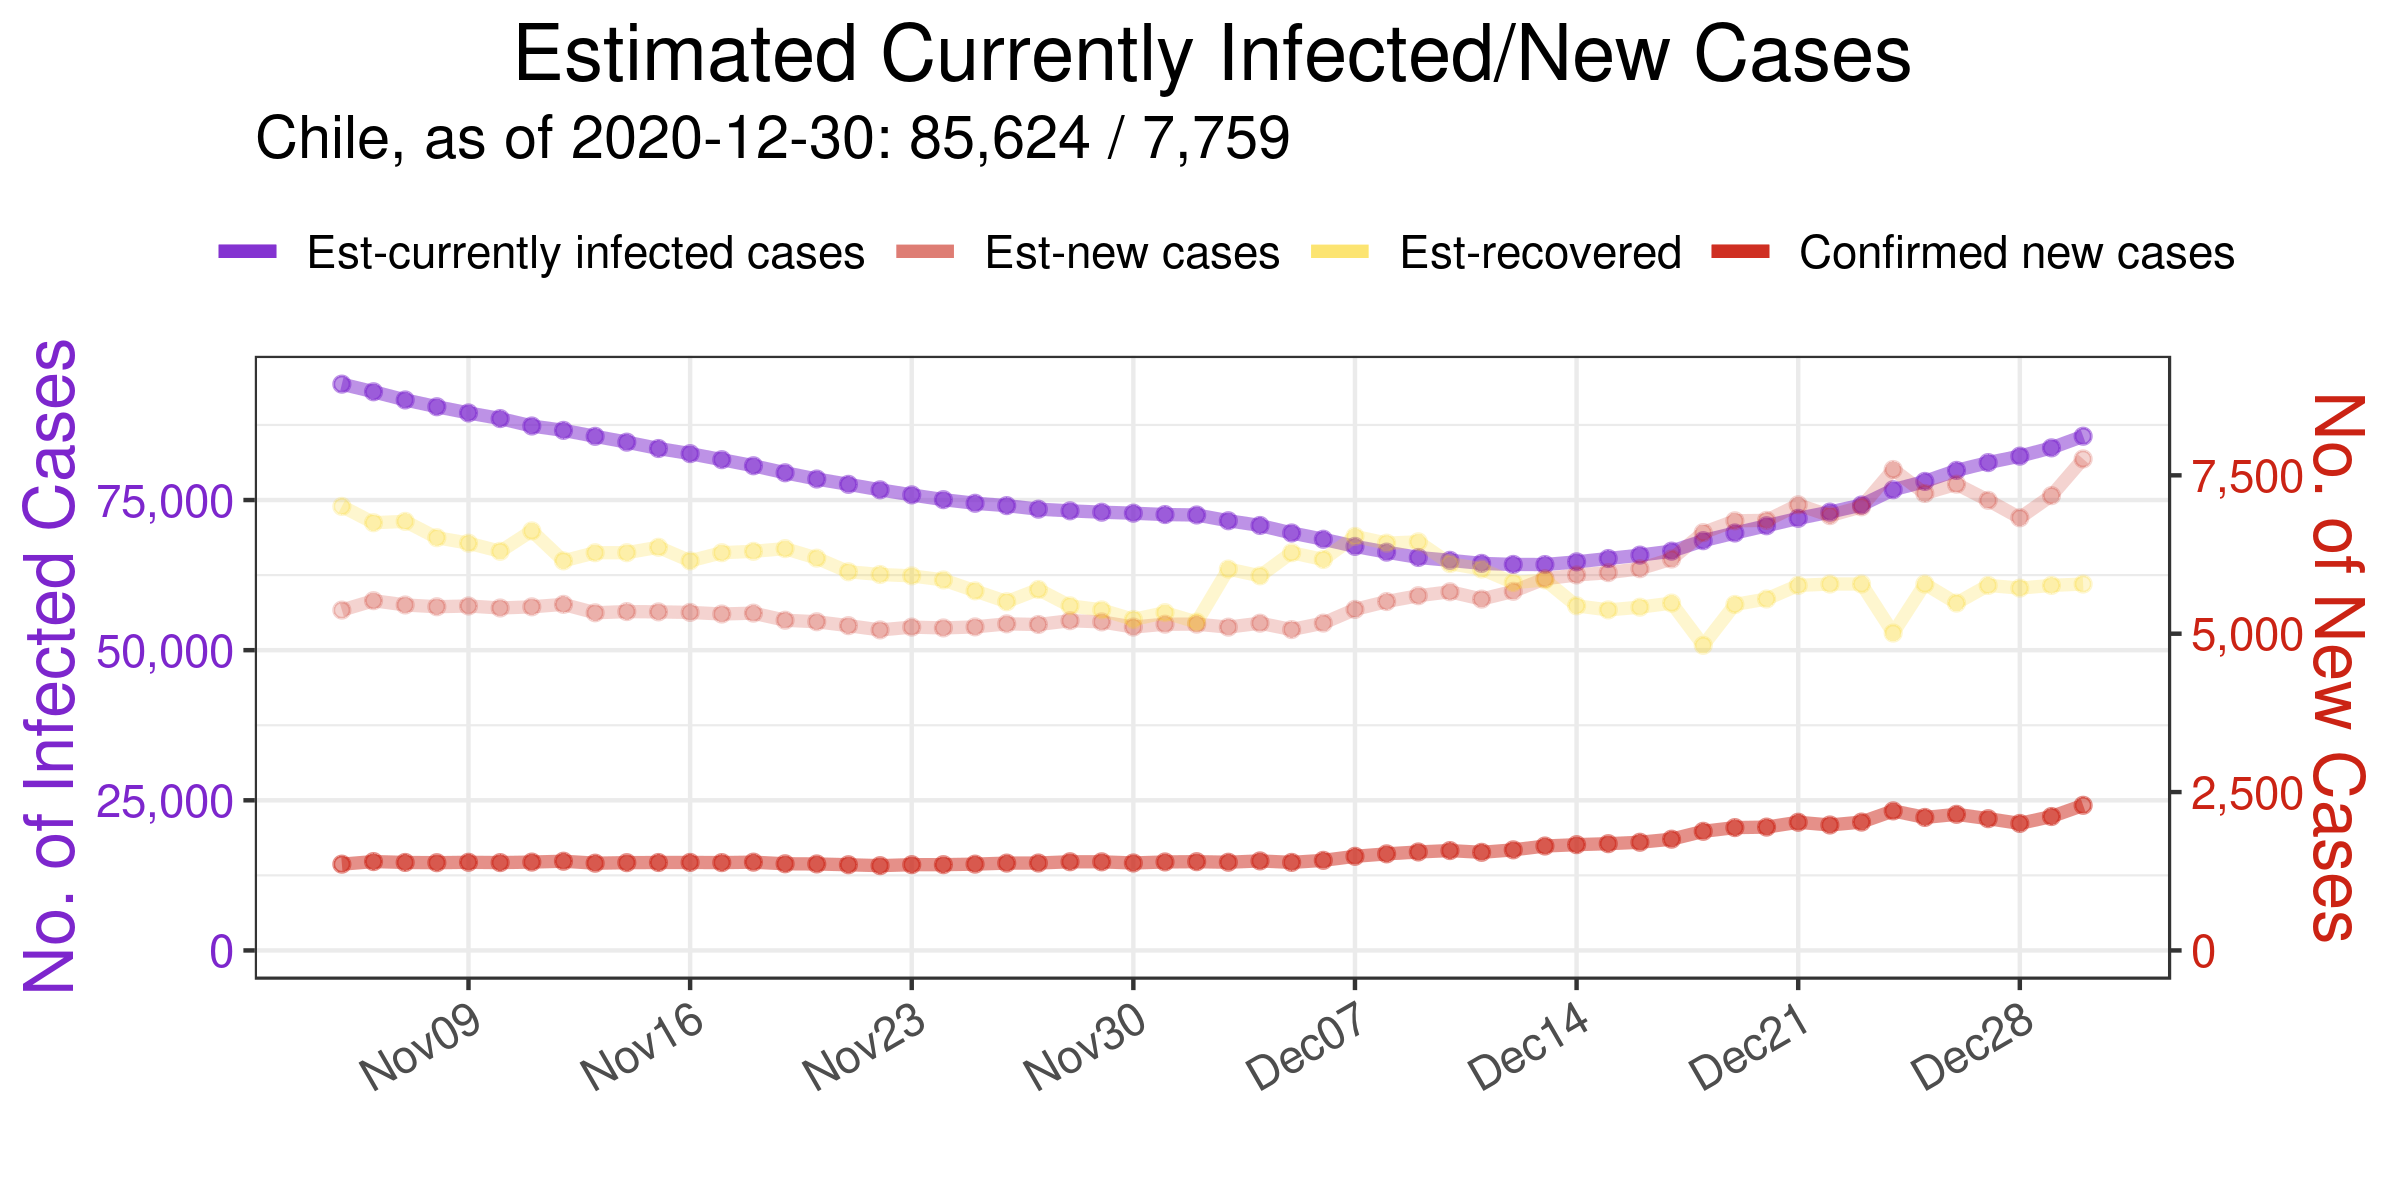 Estimated Currently Infected/New Cases
Chile, as of 2020-12-30: 85,624 / 7,759
Est-currently infected cases Est-new cases Est-recovered Confirmed new cases
No. of Infected Cases
75,000
50,000
25,000
0
7,500
5,000
2,500
0
No. of New Cases
Nov09 Nov16 Nov23 Nov30 Dec07 Dec14 Dec21 Dec28